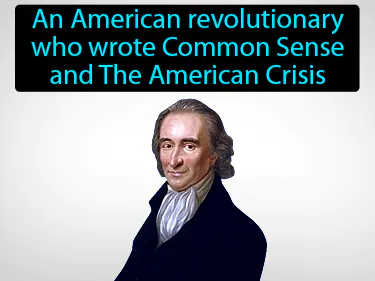 An American revolutionary
who wrote Common Sense
and The American Crisis